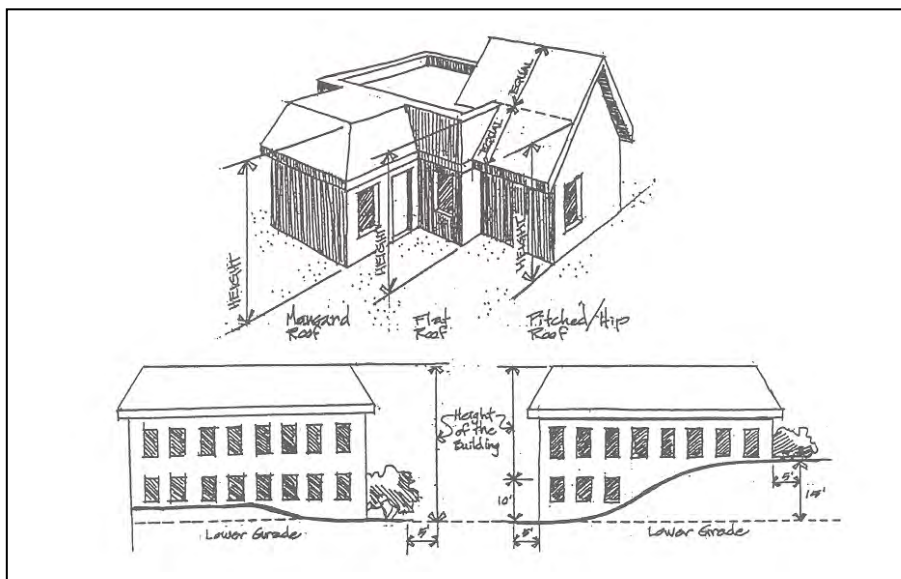 EQUAL
EQUAL
HEIGHT
HEIGHT
HEIGHT
Mansard
Roof
Flat
Roof
Pitched/Hip
Roof
Height
of the
Building
10'
5'
15'
Lower Grade
5'
5'
Lower Grade